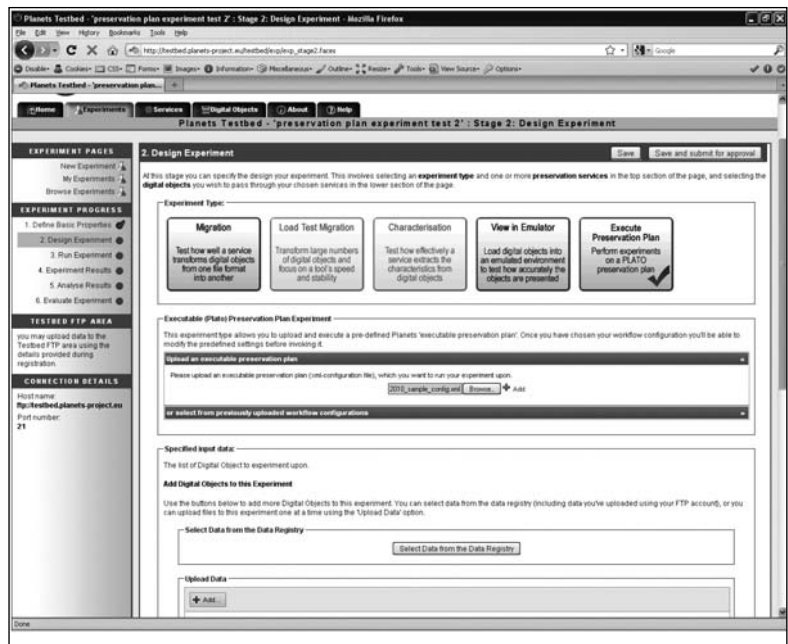 Planets Testbed - 'preservation plan experiment test 2' : Stage 2: Design Experiment - Mozilla Firefox
File Edit View History Bookmarks Tools Help
http://testbed.planets-project.eu/testbed/exp/exp_stage2.faces
Google
Disable Cookies CSS Forms Images Information Miscellaneous Outline Resize Tools View Source Options
Planets Testbed - 'preservation plan...
Home Experiments Services Digital Objects About Help
Planets Testbed - 'preservation plan experiment test 2' : Stage 2: Design Experiment
EXPERIMENT PAGES
New Experiment
My Experiments
Browse Experiments
EXPERIMENT PROGRESS
1. Define Basic Properties
2. Design Experiment
3. Run Experiment
4. Experiment Results
5. Analyse Results
6. Evaluate Experiment
TESTBED FTP AREA
you may upload data to the
Testbed FTP area using the
details provided during
registration.
CONNECTION DETAILS
Hostname:
ftp://testbed.planets-project.eu
Port number:
21
2. Design Experiment
Save Save and submit for approval
At this stage you can specify the design your experiment. This involves selecting an experiment type and one or more preservation services in the top section of the page, and selecting the
digital objects you wish to pass through your chosen services in the lower section of the page.
Experiment Type:
Migration
Test how well a service
transforms digital objects
from one file format
into another
Load Test Migration
Transform large numbers
of digital objects and
focus on a tool's speed
and stability
Characterisation
Test how effectively a
service extracts the
characteristics from
digital objects
View in Emulator
Load digital objects into
an emulated environment
to test how accurately the
objects are presented
Execute
Preservation Plan
Perform experiments
on a PLATO
preservation plan
Executable (Plato) Preservation Plan Experiment
This experiment type allows you to upload and execute a pre-defined Planets 'executable preservation plan'. Once you have chosen your workflow configuration you'll be able to
modify the predefined settings before invoking it.
Upload an executable preservation plan
Please upload an executable preservation plan (xml-configuration file), which you want to run your experiment upon.
2010_sample_config.xml Browse... Add
or select from previously uploaded workflow configurations
Specified input data:
The list of Digital Object to experiment upon.
Add Digital Objects to this Experiment
Use the buttons below to add more Digital Objects to this experiment. You can select data from the data registry (including data you've uploaded using your FTP account), or you
can upload files to this experiment one at a time using the 'Upload Data' option.
Select Data from the Data Registry
Select Data from the Data Registry
Upload Data
Add...
Done